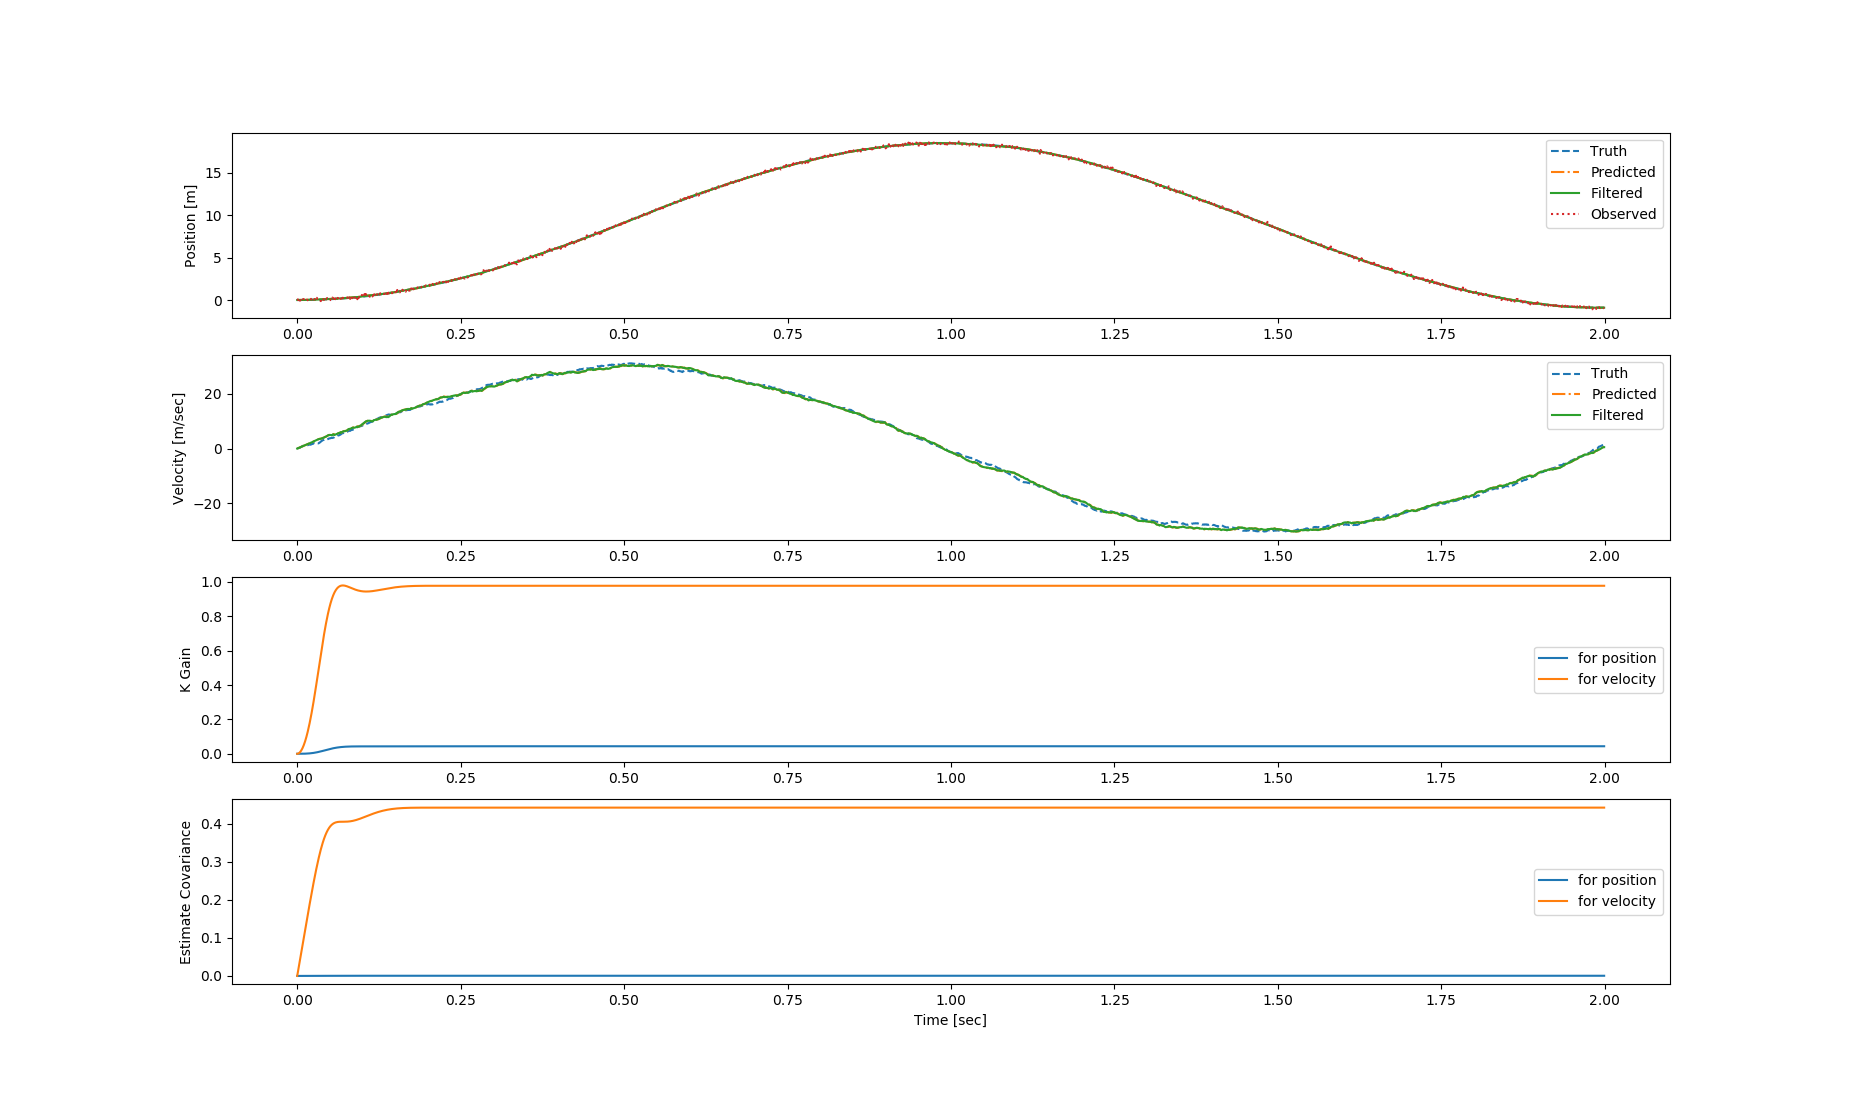 Position [m]
15
10
5
0
Truth
Predicted
Filtered
Observed
0.00 0.25 0.50 0.75 1.00 1.25 1.50 1.75 2.00
Velocity [m/sec]
20
0
−20
Truth
Predicted
Filtered
0.00 0.25 0.50 0.75 1.00 1.25 1.50 1.75 2.00
K Gain
1.0
0.8
0.6
0.4
0.2
0.0
for position
for velocity
0.00 0.25 0.50 0.75 1.00 1.25 1.50 1.75 2.00
Estimate Covariance
0.4
0.3
0.2
0.1
0.0
for position
for velocity
0.00 0.25 0.50 0.75 1.00 1.25 1.50 1.75 2.00
Time [sec]